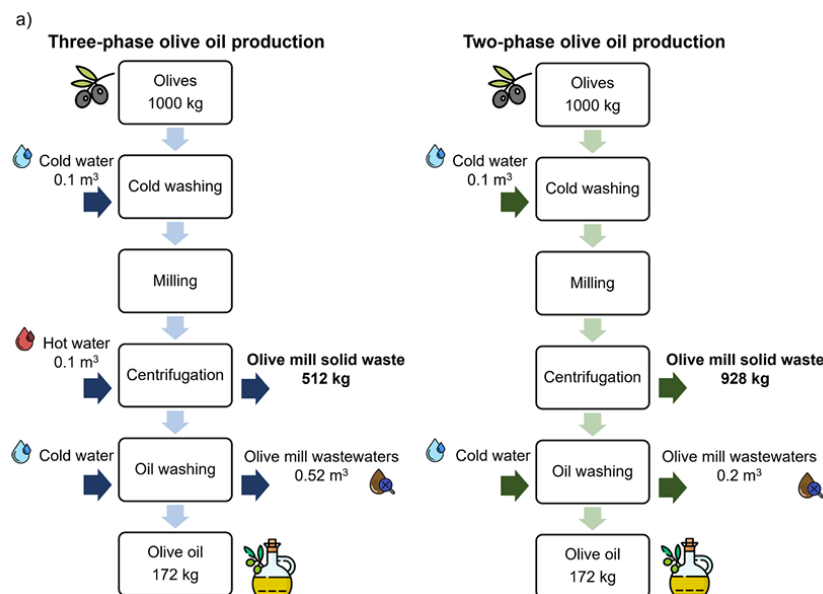 a)
Three-phase olive oil production
Olives
1000 kg
Cold water
0.1 m³
Cold washing
Milling
Hot water
0.1 m³
Centrifugation
Olive mill solid waste
512 kg
Cold water
Oil washing
Olive mill wastewaters
0.52 m³
Olive oil
172 kg
Two-phase olive oil production
Olives
1000 kg
Cold water
0.1 m³
Cold washing
Milling
Centrifugation
Olive mill solid waste
928 kg
Cold water
Oil washing
Olive mill wastewaters
0.2 m³
Olive oil
172 kg